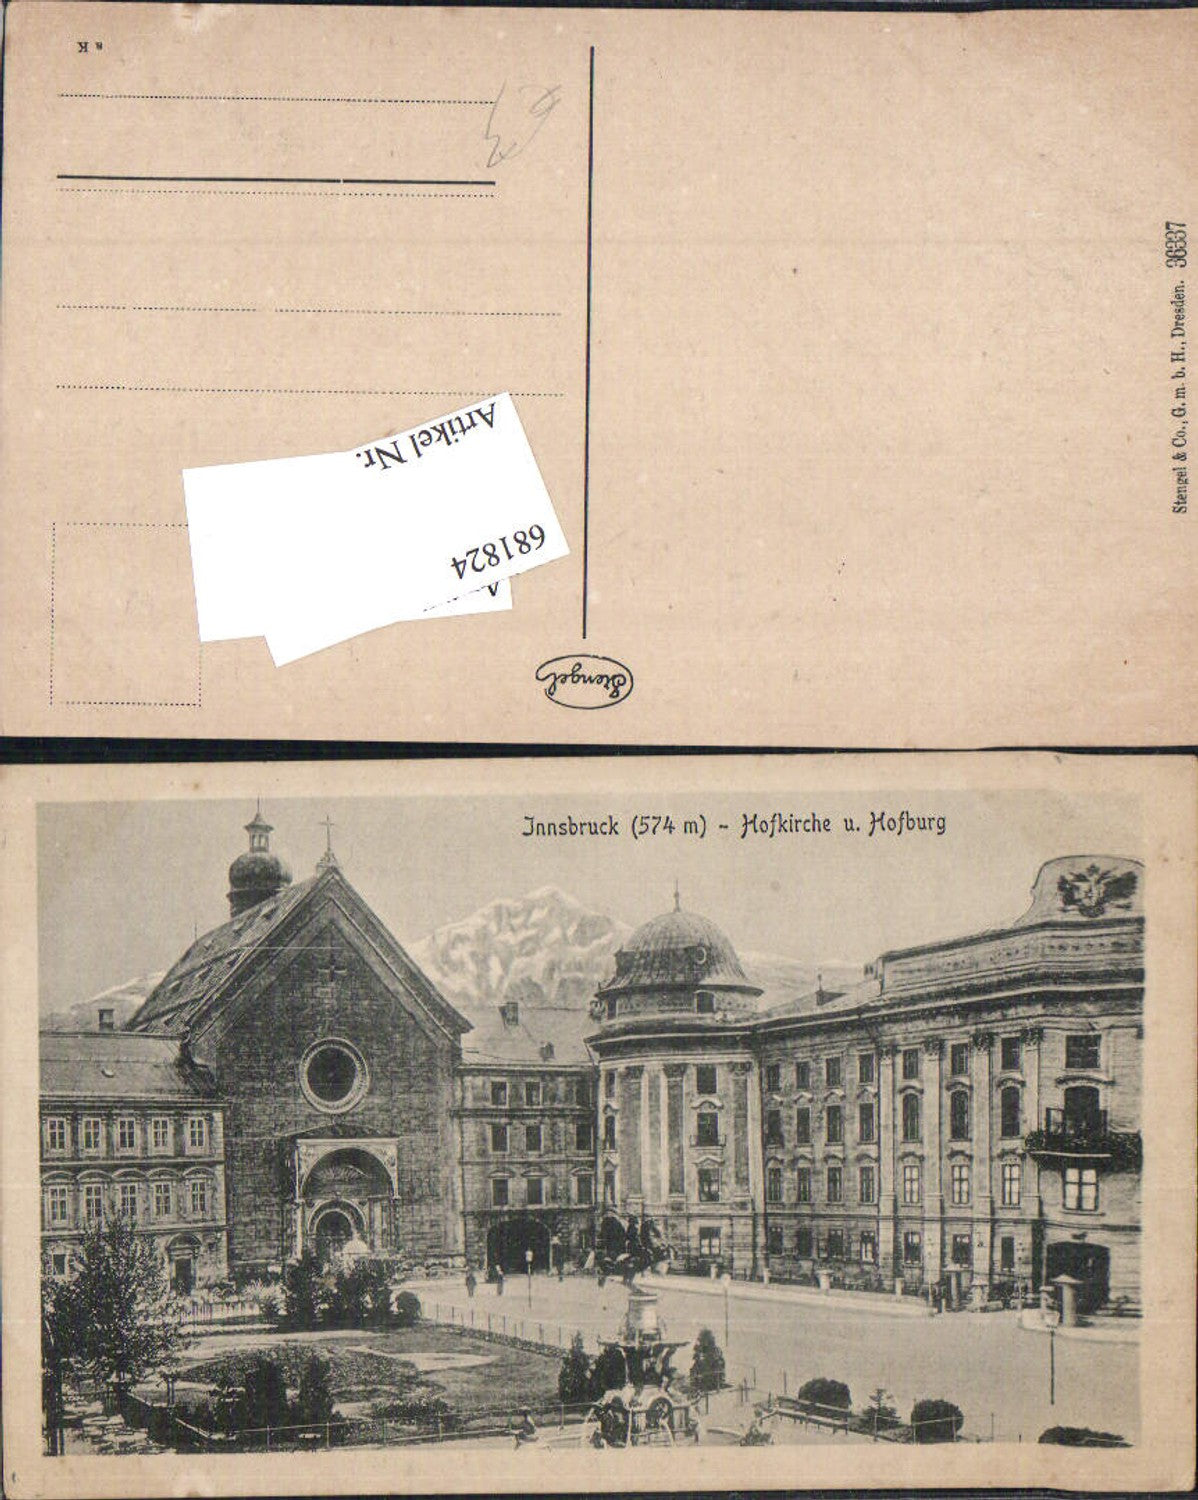 a K
Artikel Nr.
681824
Stengel
Stengel & Co., G. m. b. H., Dresden. 36337
Innsbruck (574 m) - Hofkirche u. Hofburg